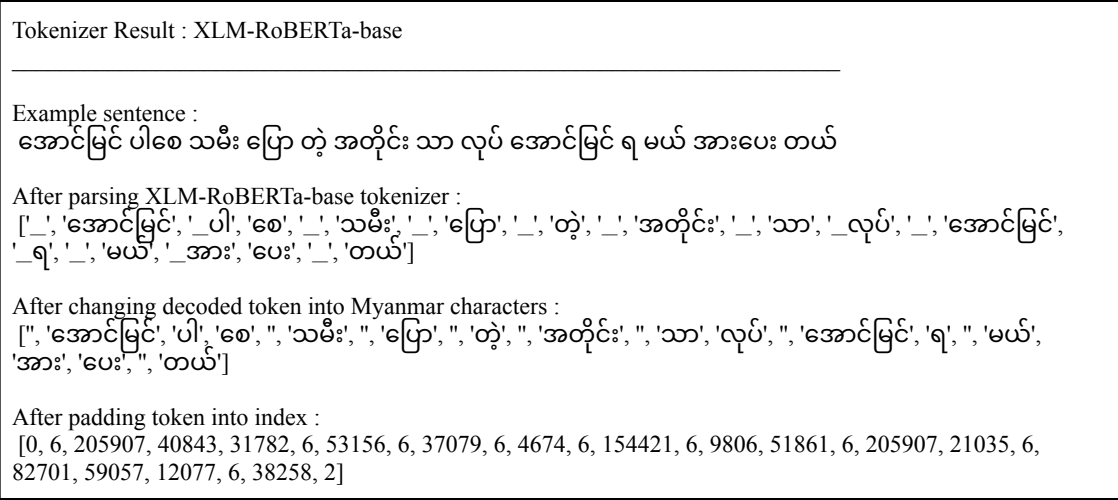 Tokenizer Result : XLM-RoBERTa-base
Example sentence :
အောင်မြင် ပါစေ သမီး ပြော တဲ့ အတိုင်း သာ လုပ် အောင်မြင် ရ မယ် အားပေး တယ်
After parsing XLM-RoBERTa-base tokenizer :
['_', 'အောင်မြင်', '_ပါ', 'စေ', '_', 'သမီး', '_', 'ပြော', '_', 'တဲ့', '_', 'အတိုင်း', '_', 'သာ', '_လုပ်', '_', 'အောင်မြင်',
'_ရ', '_', 'မယ်', '_အား', 'ပေး', '_', 'တယ်']
After changing decoded token into Myanmar characters :
['', 'အောင်မြင်', 'ပါ', 'စေ', '', 'သမီး', '', 'ပြော', '', 'တဲ့', '', 'အတိုင်း', '', 'သာ', 'လုပ်', '', 'အောင်မြင်', 'ရ', '', 'မယ်',
'အား', 'ပေး', '', 'တယ်']
After padding token into index :
[0, 6, 205907, 40843, 31782, 6, 53156, 6, 37079, 6, 4674, 6, 154421, 6, 9806, 51861, 6, 205907, 21035, 6,
82701, 59057, 12077, 6, 38258, 2]